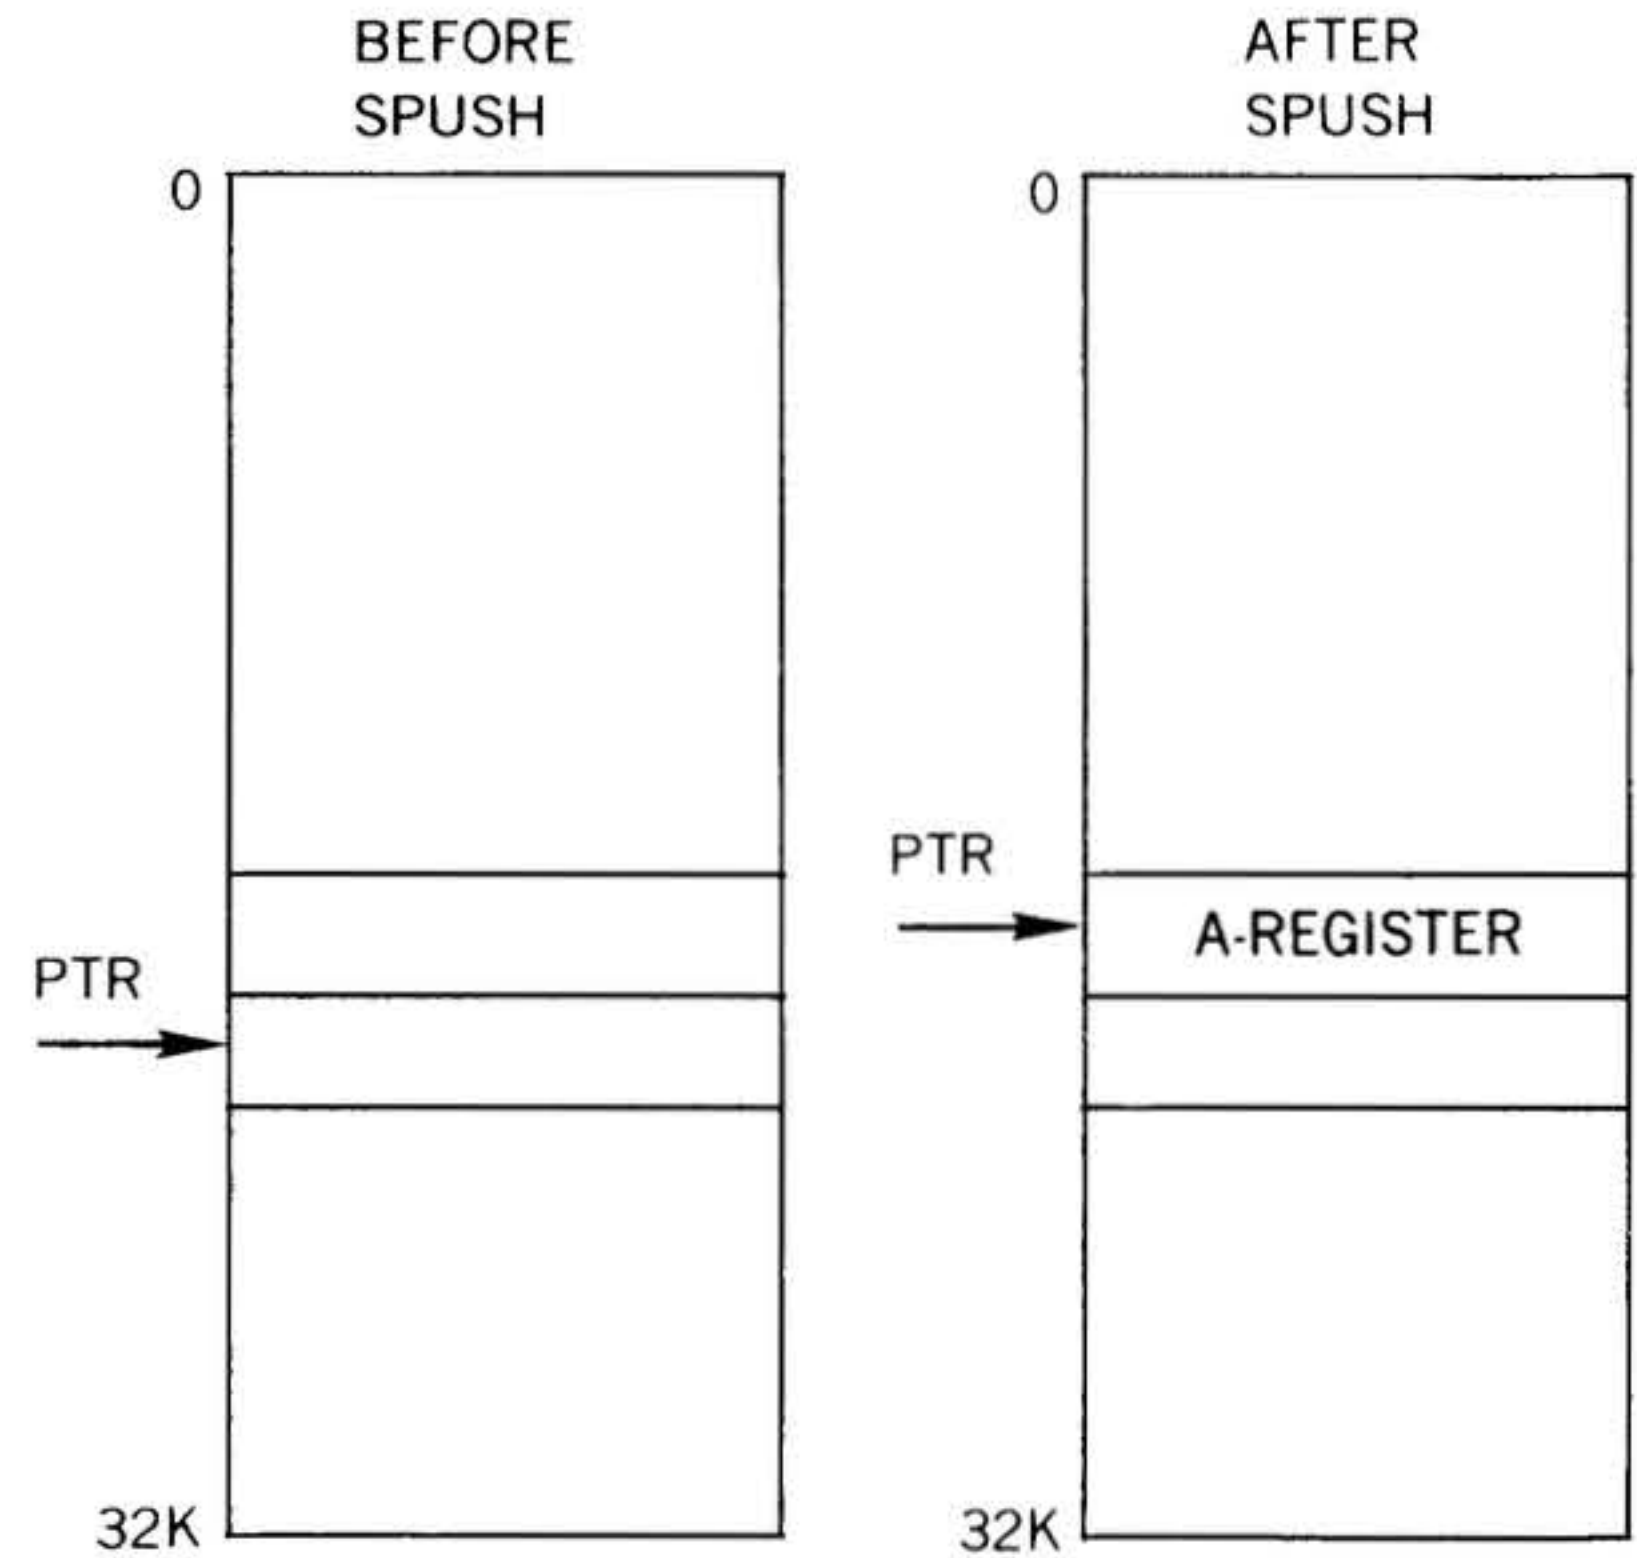 BEFORE
SPUSH
0
PTR
32K
AFTER
SPUSH
0
PTR
A-REGISTER
32K